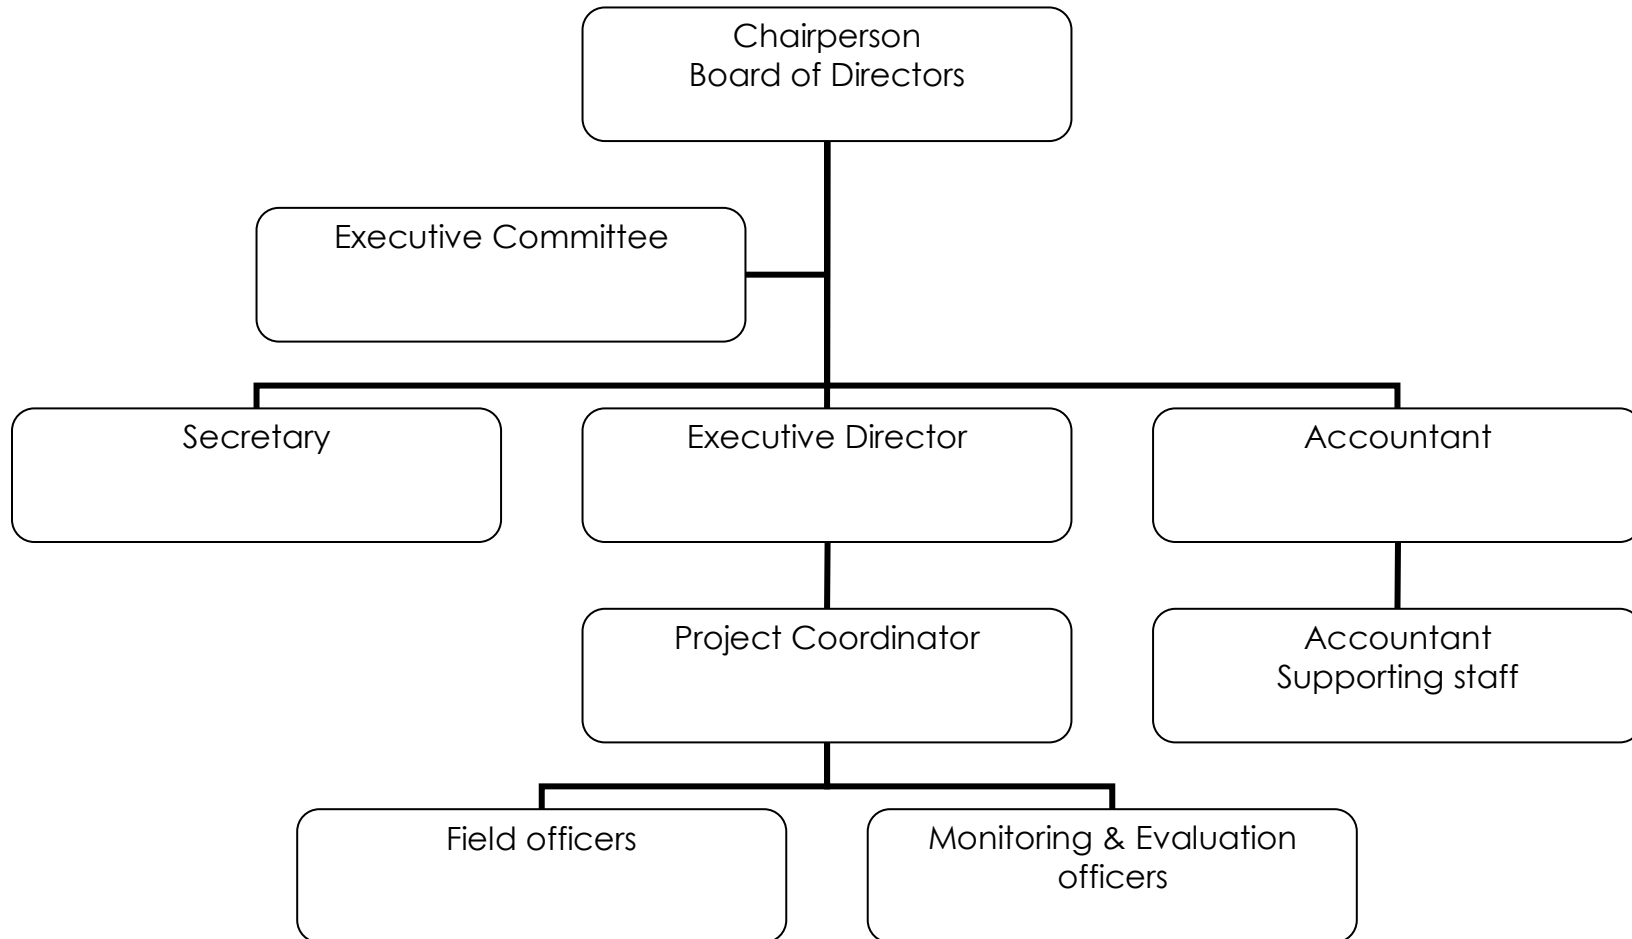 Chairperson
Board of Directors
Executive Committee
Secretary
Executive Director
Accountant
Project Coordinator
Accountant
Supporting staff
Field officers
Monitoring & Evaluation
officers